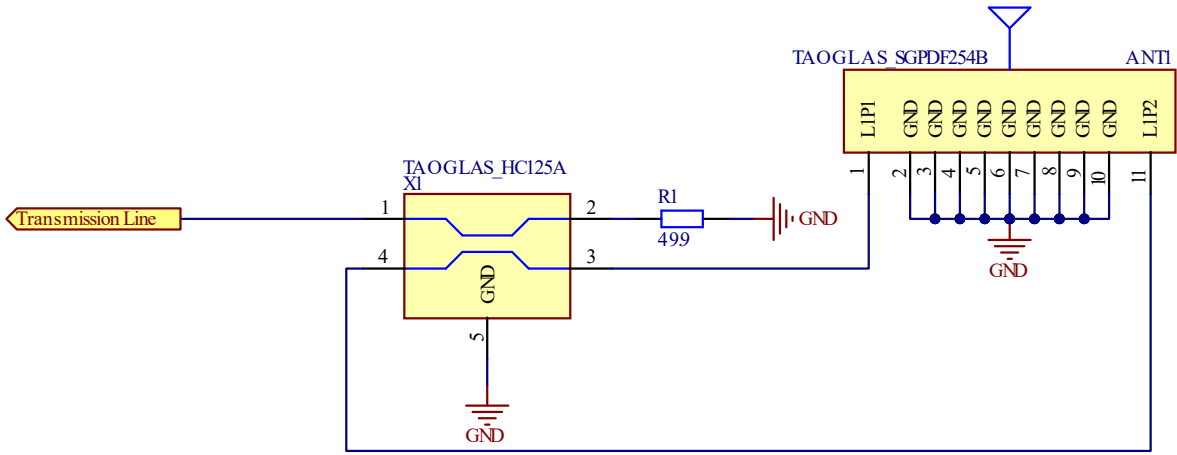 TAOGLAS_SGPDF254B
ANT1
L1P1
GND
GND
GND
GND
GND
GND
GND
GND
GND
L1P2
1
2
3
4
5
6
7
8
9
10
11
GND
TAOGLAS_HC125A
X1
Transmission Line
1
2
R1
499
GND
4
3
GND
5
GND